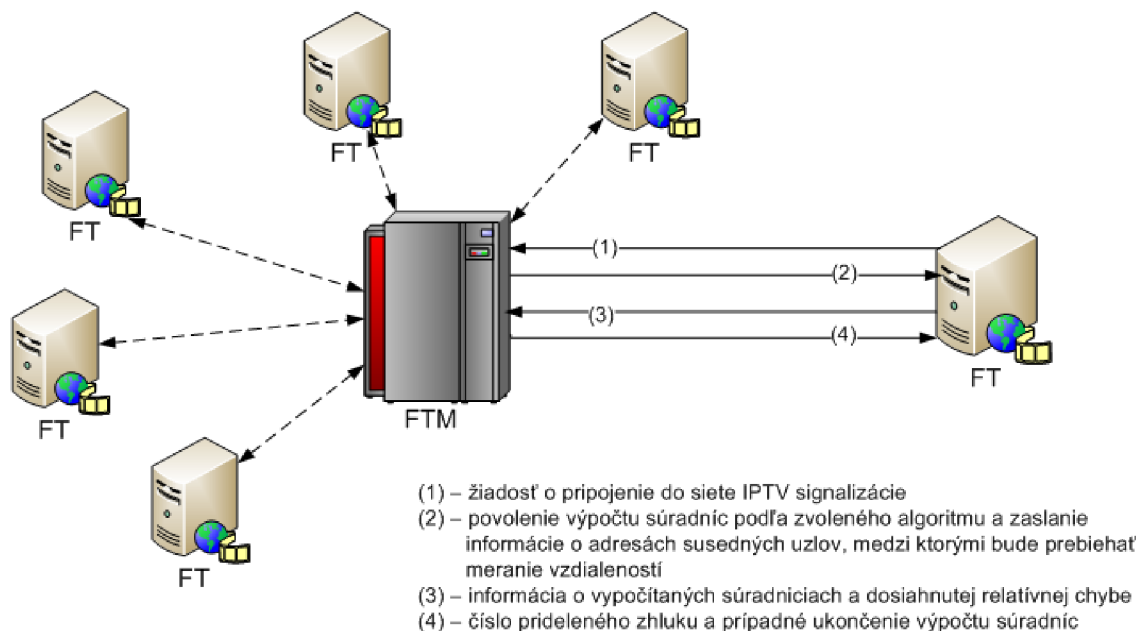 FT
FT
FT
(1)
(2)
(3)
(4)
FT
FT
FTM
FT
(1) – žiadosť o pripojenie do siete IPTV signalizácie
(2) – povolenie výpočtu súradníc podľa zvoleného algoritmu a zaslanie
informácie o adresách susedných uzlov, medzi ktorými bude prebiehať
meranie vzdialeností
(3) – informácia o vypočítaných súradniciach a dosiahnutej relatívnej chybe
(4) – číslo prideleného zhluku a prípadné ukončenie výpočtu súradníc